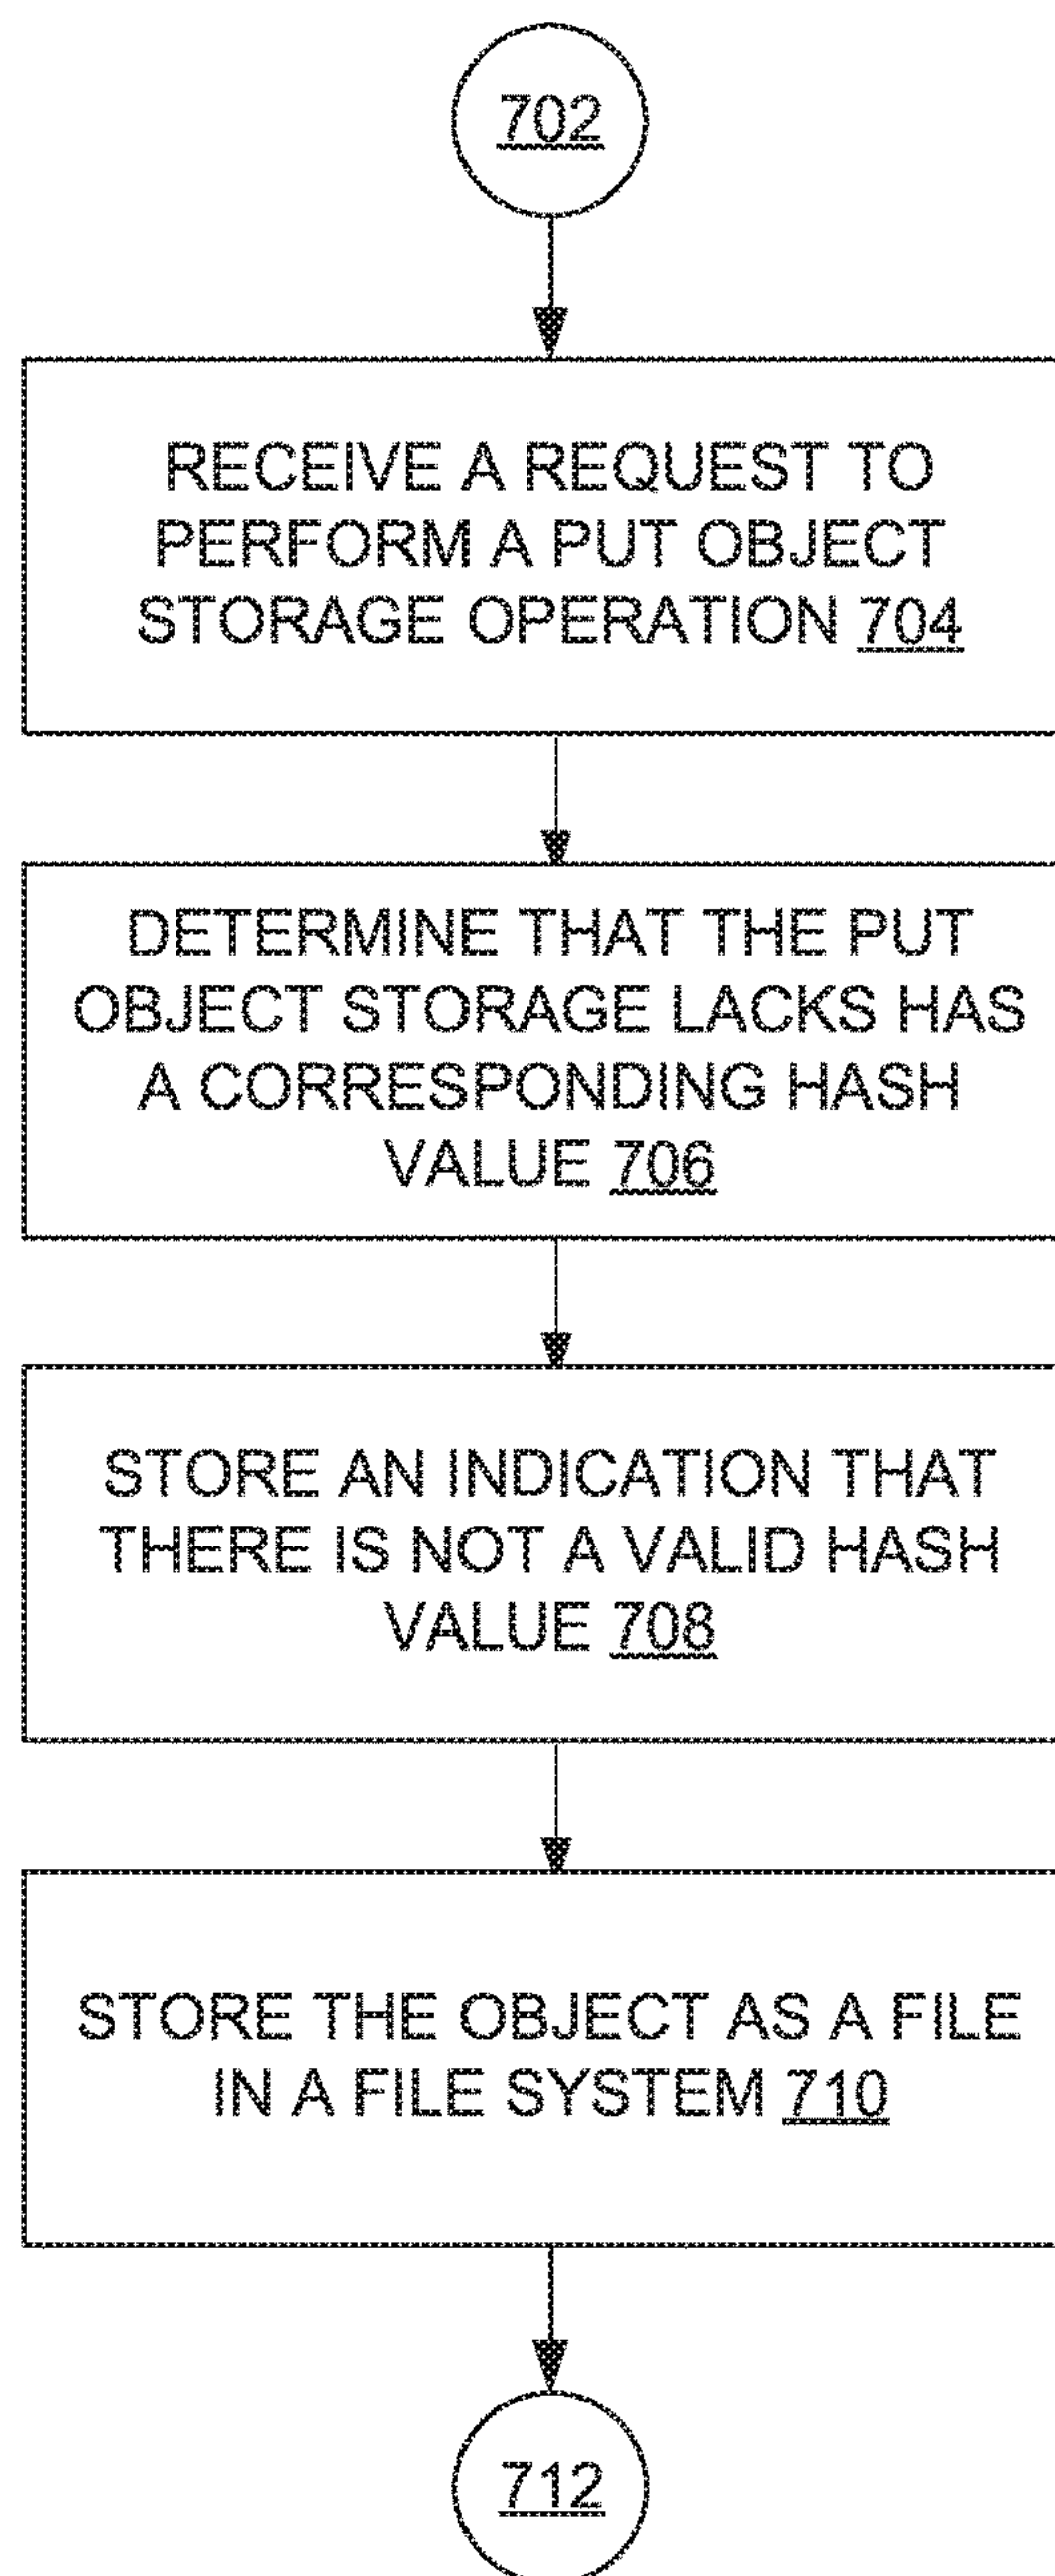 702
RECEIVE A REQUEST TO
PERFORM A PUT OBJECT
STORAGE OPERATION 704
DETERMINE THAT THE PUT
OBJECT STORAGE LACKS HAS
A CORRESPONDING HASH
VALUE 706
STORE AN INDICATION THAT
THERE IS NOT A VALID HASH
VALUE 708
STORE THE OBJECT AS A FILE
IN A FILE SYSTEM 710
712